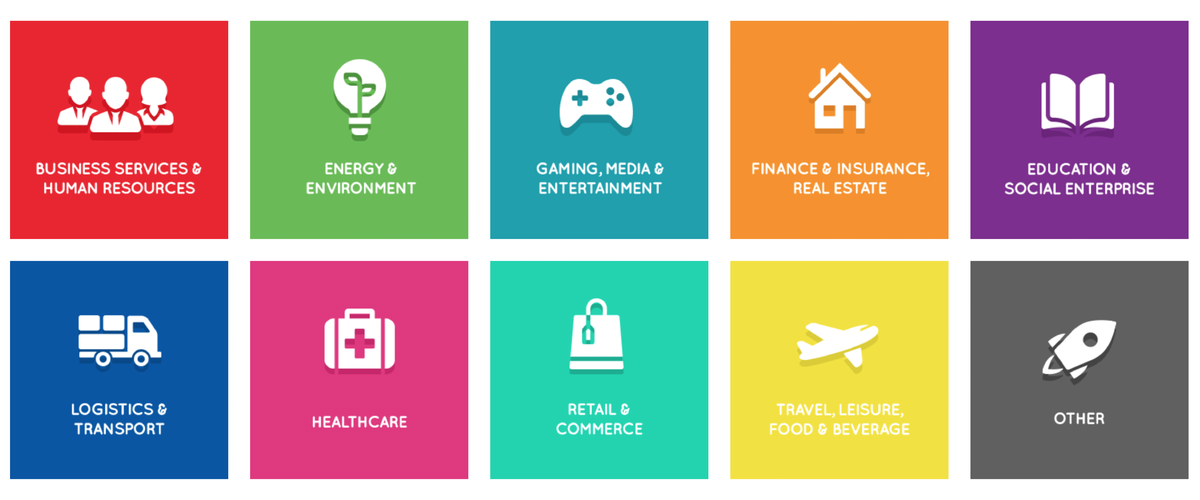 BUSINESS SERVICES &
HUMAN RESOURCES
ENERGY &
ENVIRONMENT
GAMING, MEDIA &
ENTERTAINMENT
FINANCE & INSURANCE,
REAL ESTATE
EDUCATION &
SOCIAL ENTERPRISE
LOGISTICS &
TRANSPORT
HEALTHCARE
RETAIL &
COMMERCE
TRAVEL, LEISURE,
FOOD & BEVERAGE
OTHER